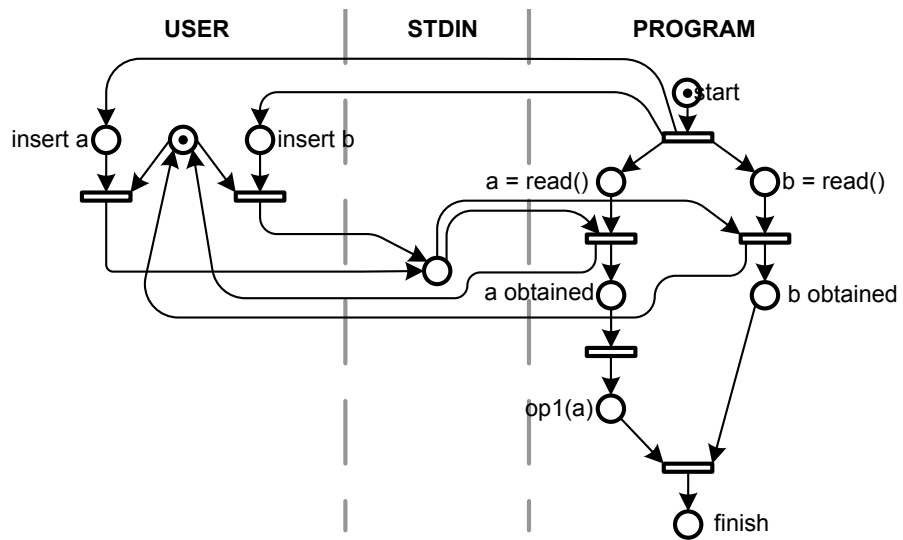 USER
STDIN
PROGRAM
start
insert a
insert b
a = read()
b = read()
a obtained
b obtained
op1(a)
finish